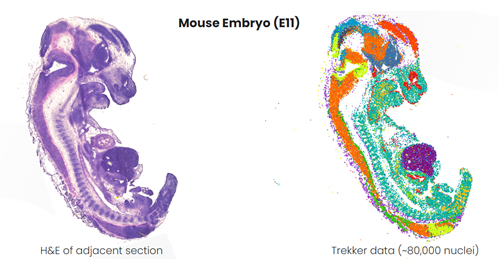 Mouse Embryo (E11)
H&E of adjacent section
Trekker data (~80,000 nuclei)